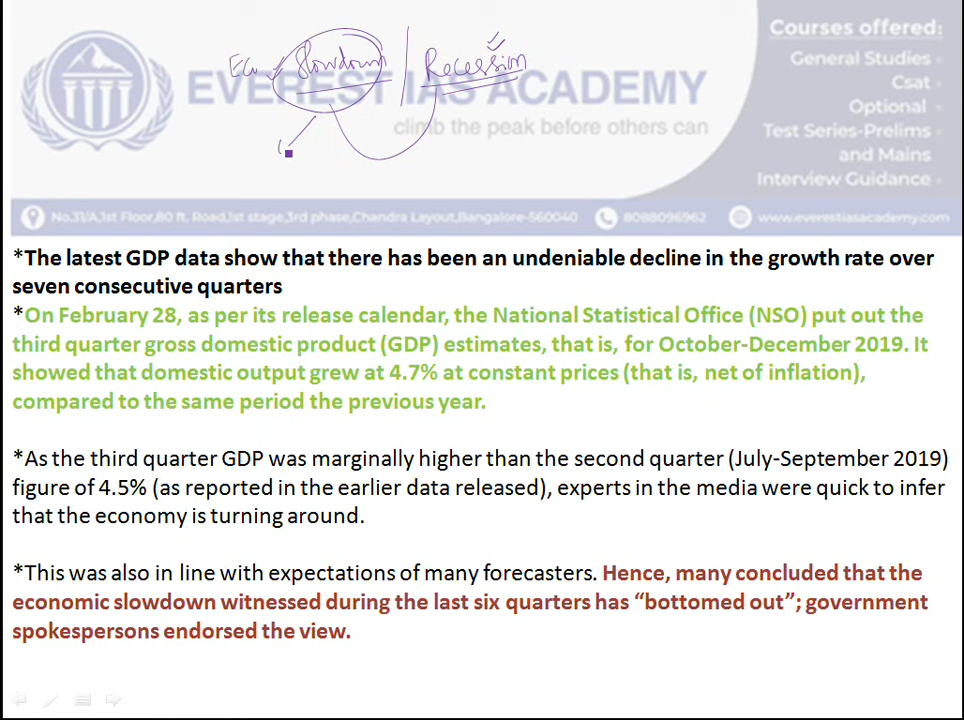 Courses offered:
General Studies
Csat
Optional
Test Series-Prelims
and Mains
Interview Guidance
Eco Slowdown / Recession
EVEREST IAS ACADEMY
climb the peak before others can
No.31/A,1st Floor,80 ft. Road,1st stage,3rd phase,Chandra Layout,Bangalore-560040 8088096962 www.everestiasacademy.com
*The latest GDP data show that there has been an undeniable decline in the growth rate over
seven consecutive quarters
*On February 28, as per its release calendar, the National Statistical Office (NSO) put out the
third quarter gross domestic product (GDP) estimates, that is, for October-December 2019. It
showed that domestic output grew at 4.7% at constant prices (that is, net of inflation),
compared to the same period the previous year.
*As the third quarter GDP was marginally higher than the second quarter (July-September 2019)
figure of 4.5% (as reported in the earlier data released), experts in the media were quick to infer
that the economy is turning around.
*This was also in line with expectations of many forecasters. Hence, many concluded that the
economic slowdown witnessed during the last six quarters has “bottomed out”; government
spokespersons endorsed the view.